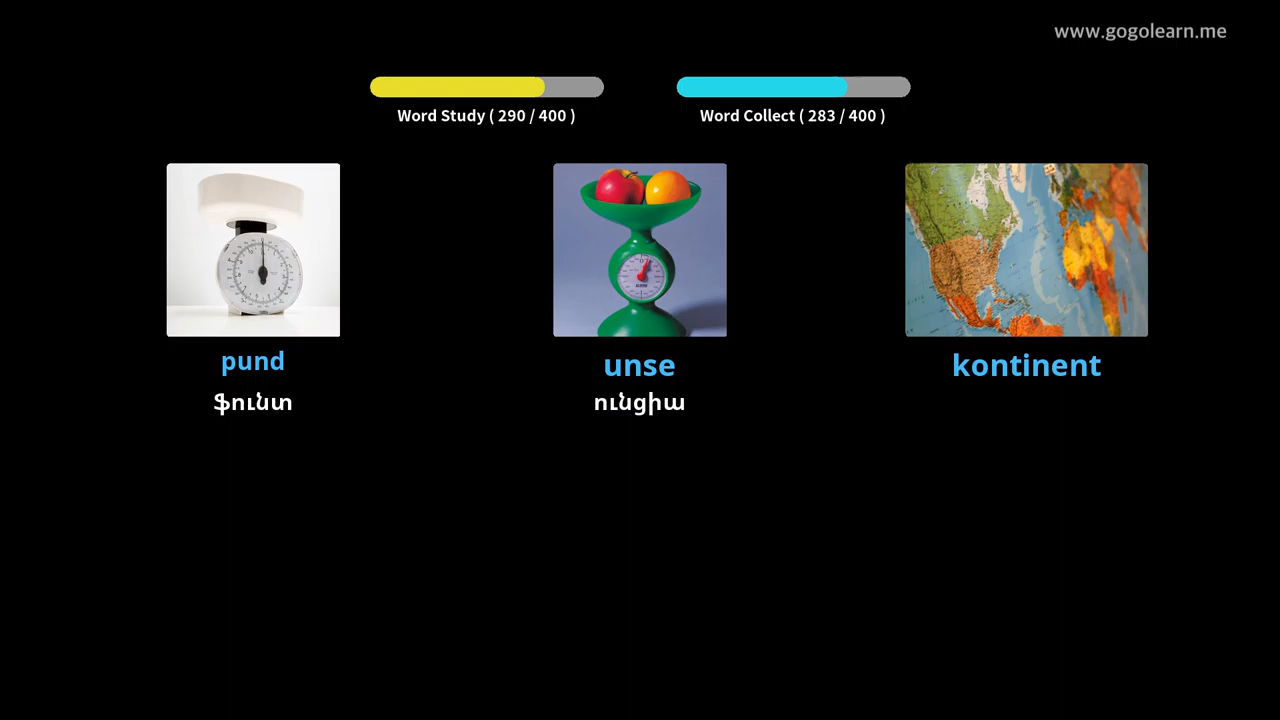 www.gogolearn.me
Word Study ( 290 / 400 )
Word Collect ( 283 / 400 )
pund
unse
kontinent
ֆունտ
ունցիա